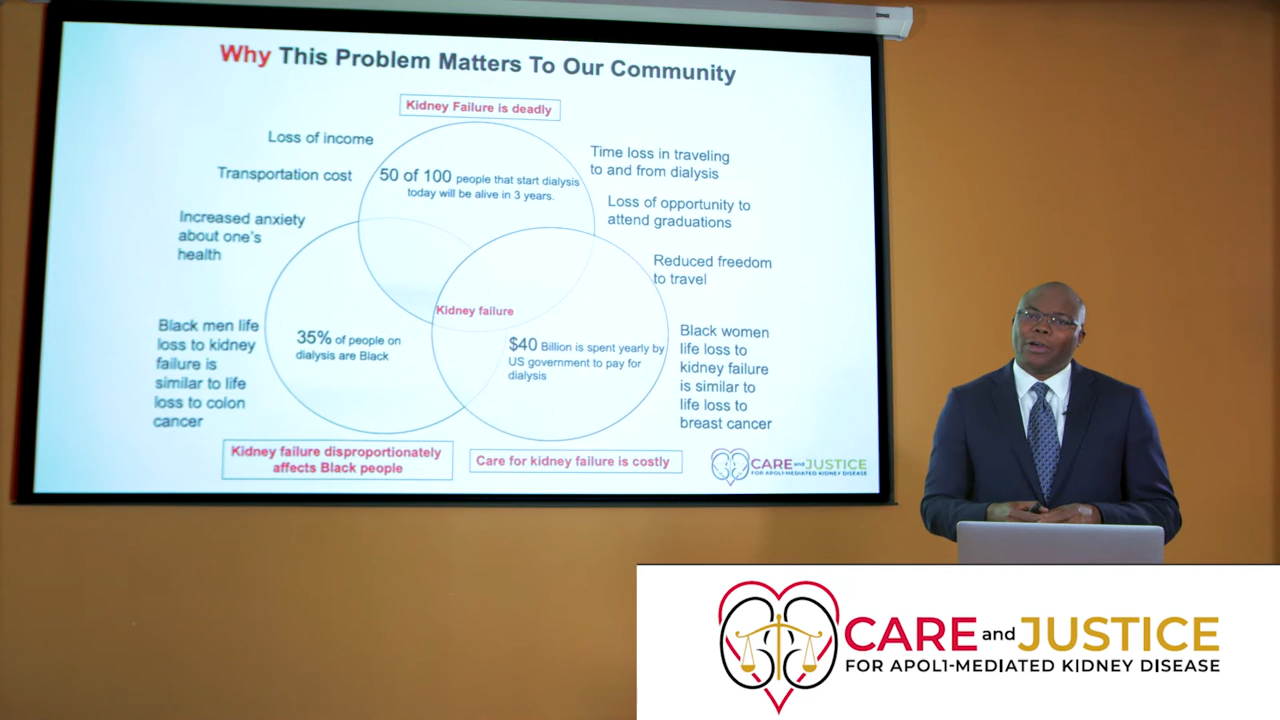 Why This Problem Matters To Our Community
Kidney Failure is deadly
Loss of income
Transportation cost
Increased anxiety
about one's
health
Black men life
loss to kidney
failure is
similar to life
loss to colon
cancer
50 of 100 people that start dialysis
today will be alive in 3 years.
Time loss in traveling
to and from dialysis
Loss of opportunity to
attend graduations
Reduced freedom
to travel
Black women
life loss to
kidney failure
is similar to
life loss to
breast cancer
Kidney failure
35% of people on
dialysis are Black
$40 Billion is spent yearly by
US government to pay for
dialysis
Kidney failure disproportionately
affects Black people
Care for kidney failure is costly
CARE and JUSTICE
FOR APOL1-MEDIATED KIDNEY DISEASE
CARE and JUSTICE
FOR APOL1-MEDIATED KIDNEY DISEASE